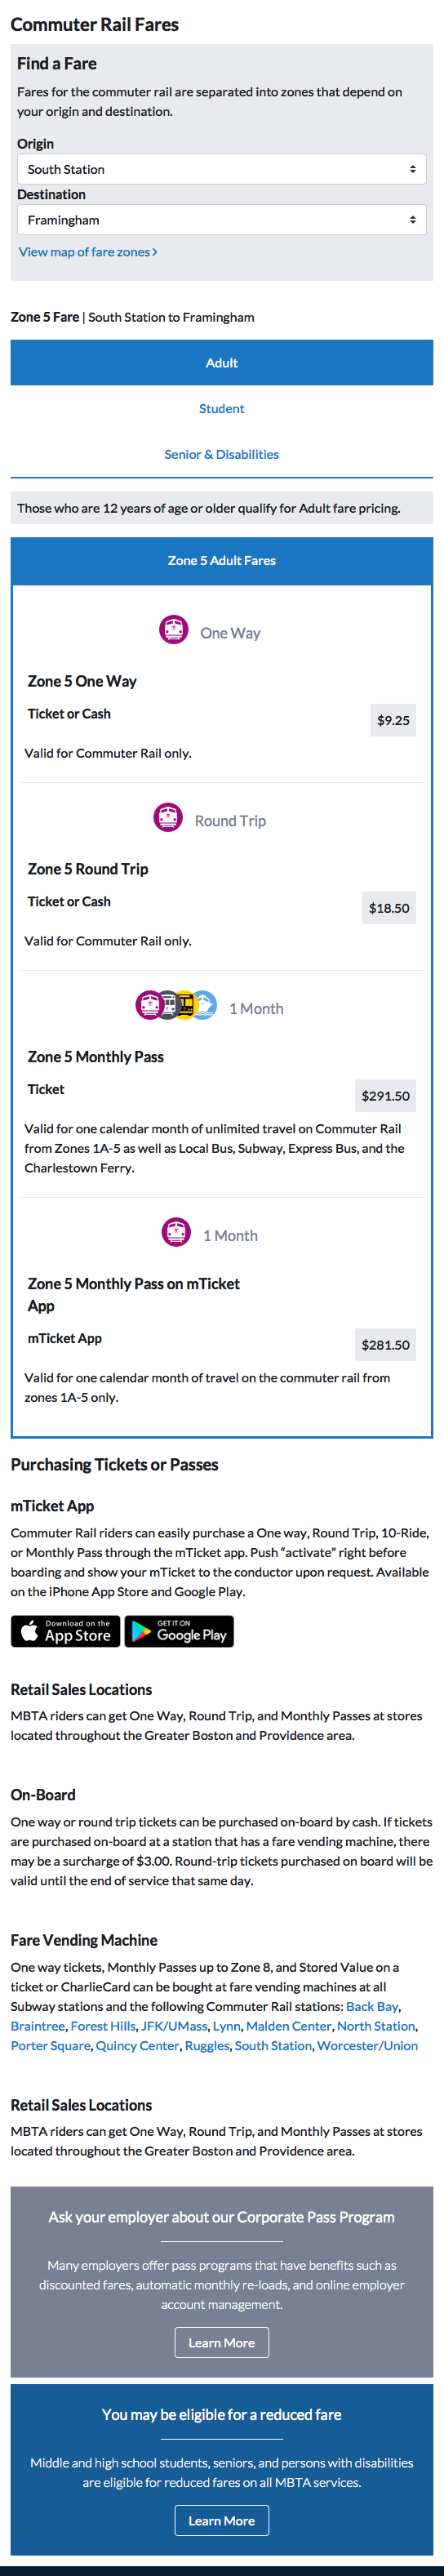 Commuter Rail Fares
Find a Fare
Fares for the commuter rail are separated into zones that depend on
your origin and destination.
Origin
South Station
Destination
Framingham
View map of fare zones >
Zone 5 Fare | South Station to Framingham
Adult
Student
Senior & Disabilities
Those who are 12 years of age or older qualify for Adult fare pricing.
Zone 5 Adult Fares
One Way
Zone 5 One Way
Ticket or Cash
$9.25
Valid for Commuter Rail only.
Round Trip
Zone 5 Round Trip
Ticket or Cash
$18.50
Valid for Commuter Rail only.
1 Month
Zone 5 Monthly Pass
Ticket
$291.50
Valid for one calendar month of unlimited travel on Commuter Rail
from Zones 1A-5 as well as Local Bus, Subway, Express Bus, and the
Charlestown Ferry.
1 Month
Zone 5 Monthly Pass on mTicket
App
mTicket App
$281.50
Valid for one calendar month of travel on the commuter rail from
zones 1A-5 only.
Purchasing Tickets or Passes
mTicket App
Commuter Rail riders can easily purchase a One way, Round Trip, 10-Ride,
or Monthly Pass through the mTicket app. Push “activate” right before
boarding and show your mTicket to the conductor upon request. Available
on the iPhone App Store and Google Play.
Download on the
App Store
GET IT ON
Google Play
Retail Sales Locations
MBTA riders can get One Way, Round Trip, and Monthly Passes at stores
located throughout the Greater Boston and Providence area.
On-Board
One way or round trip tickets can be purchased on-board by cash. If tickets
are purchased on-board at a station that has a fare vending machine, there
may be a surcharge of $3.00. Round-trip tickets purchased on board will be
valid until the end of service that same day.
Fare Vending Machine
One way tickets, Monthly Passes up to Zone 8, and Stored Value on a
ticket or CharlieCard can be bought at fare vending machines at all
Subway stations and the following Commuter Rail stations: Back Bay,
Braintree, Forest Hills, JFK/UMass, Lynn, Malden Center, North Station,
Porter Square, Quincy Center, Ruggles, South Station, Worcester/Union
Retail Sales Locations
MBTA riders can get One Way, Round Trip, and Monthly Passes at stores
located throughout the Greater Boston and Providence area.
Ask your employer about our Corporate Pass Program
Many employers offer pass programs that have benefits such as
discounted fares, automatic monthly re-loads, and online employer
account management.
Learn More
You may be eligible for a reduced fare
Middle and high school students, seniors, and persons with disabilities
are eligible for reduced fares on all MBTA services.
Learn More